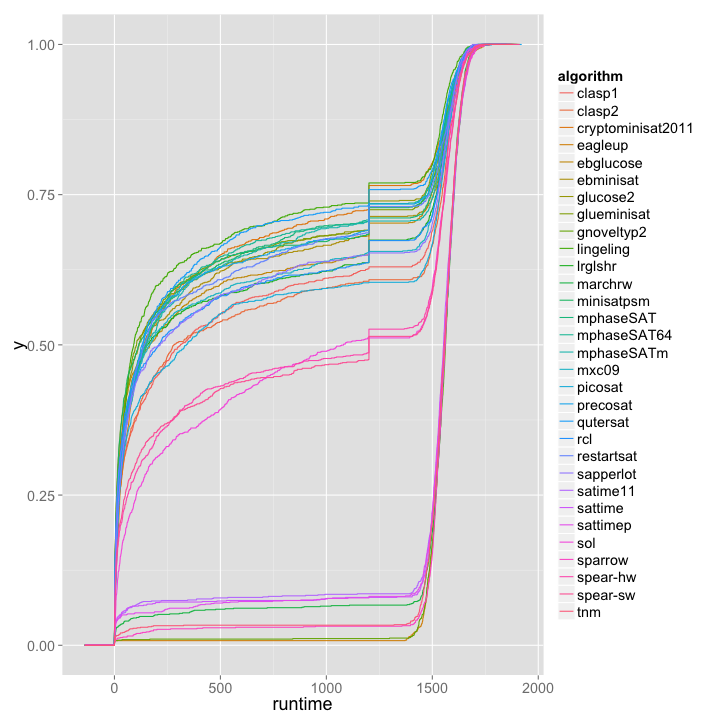 1.00
0.75
0.50
0.25
0.00
y
0 500 1000 1500 2000
runtime
algorithm
clasp1
clasp2
cryptominisat2011
eagleup
ebglucose
ebminisat
glucose2
glueminisat
gnoveltyp2
lingeling
lrglshr
marchrw
minisatpsm
mphaseSAT
mphaseSAT64
mphaseSATm
mxc09
picosat
precosat
qutersat
rcl
restartsat
sapperlot
satime11
sattime
sattimep
sol
sparrow
spear-hw
spear-sw
tnm